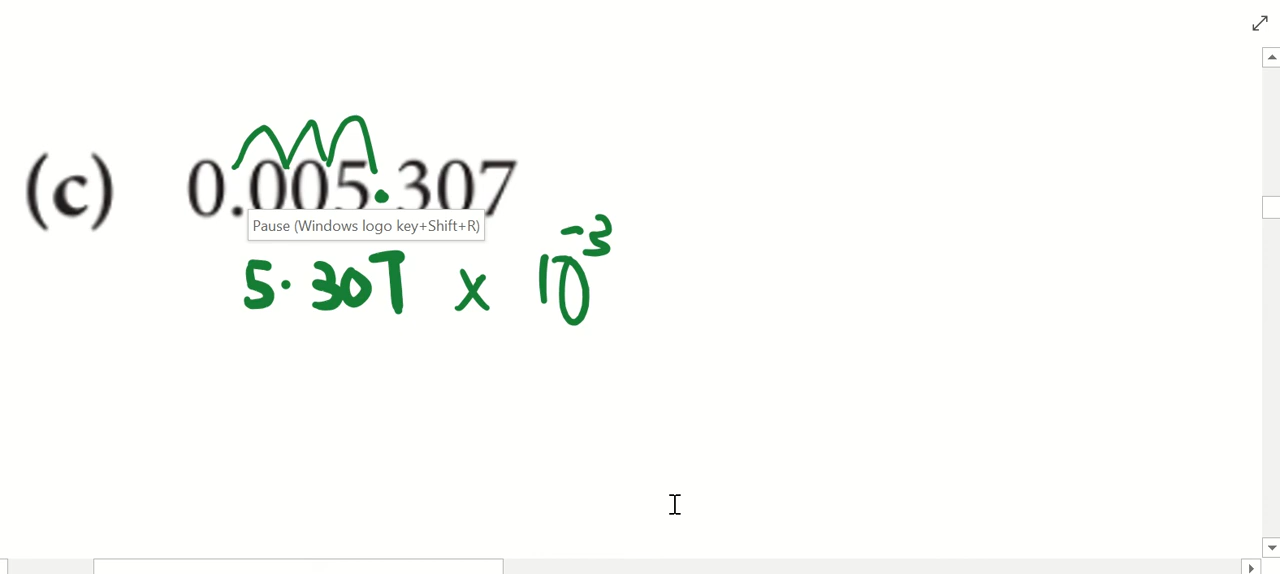 (c) 0.005.307
Pause (Windows logo key+Shift+R)
5.307 x 10⁻³